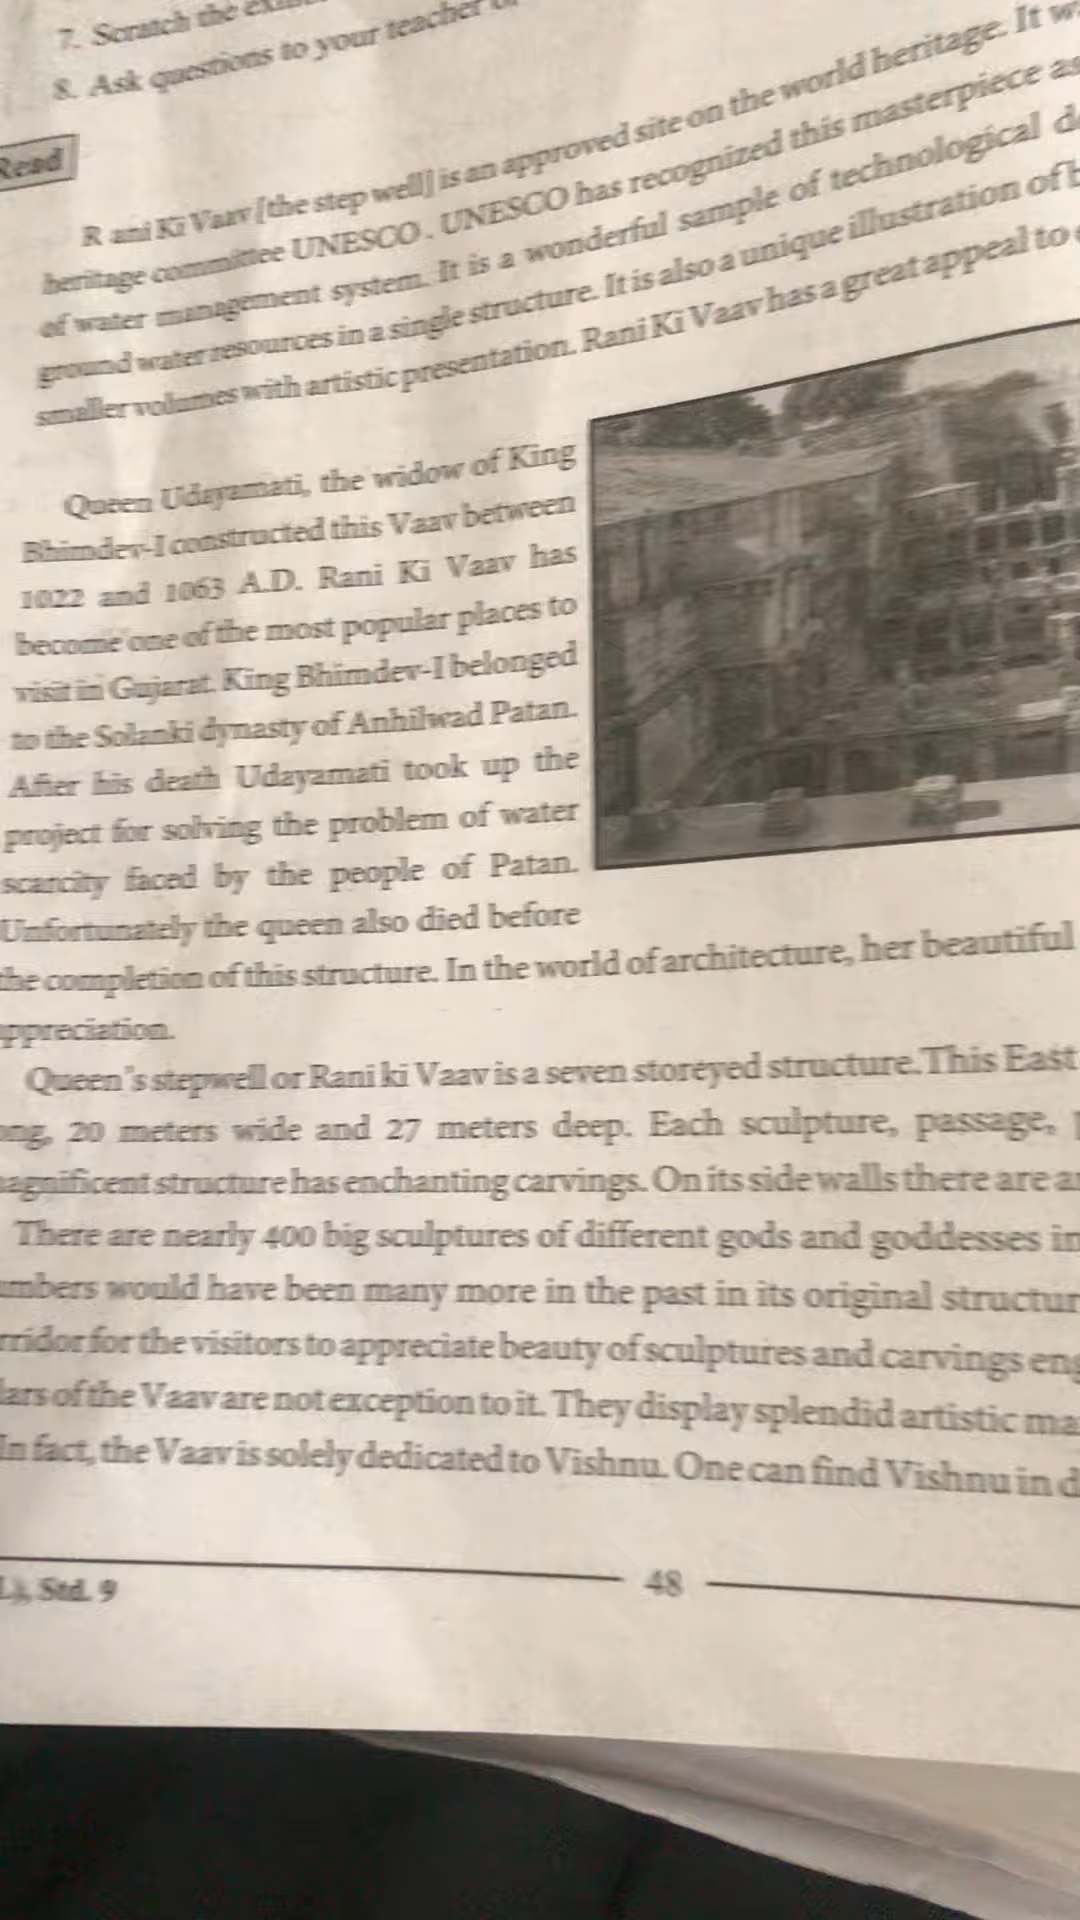 7. Scratch the
8. Ask questions to your teacher
Read
Rani Ki Vaav [the step well] is an approved site on the world heritage. It
heritage committee UNESCO. UNESCO has recognized this masterpiece as
of water management system. It is a wonderful sample of technological
ground water resources in a single structure. It is also a unique illustration of
smaller volumes with artistic presentation. Rani Ki Vaav has a great appeal to
Queen Udayamati, the widow of King
Bhimdev-I constructed this Vaav between
1022 and 1063 A.D. Rani Ki Vaav has
become one of the most popular places to
visit in Gujarat. King Bhimdev-I belonged
to the Solanki dynasty of Anhilwad Patan.
After his death Udayamati took up the
project for solving the problem of water
scarcity faced by the people of Patan.
Unfortunately the queen also died before
the completion of this structure. In the world of architecture, her beautiful
ppreciation.
Queen's stepwell or Rani ki Vaav is a seven storeyed structure. This East
ong, 20 meters wide and 27 meters deep. Each sculpture, passage,
agnificent structure has enchanting carvings. On its side walls there are
There are nearly 400 big sculptures of different gods and goddesses in
umbers would have been many more in the past in its original structur
rridor for the visitors to appreciate beauty of sculptures and carvings eng
lars of the Vaav are not exception to it. They display splendid artistic
In fact, the Vaav is solely dedicated to Vishnu. One can find Vishnu in
L), Std. 9
48